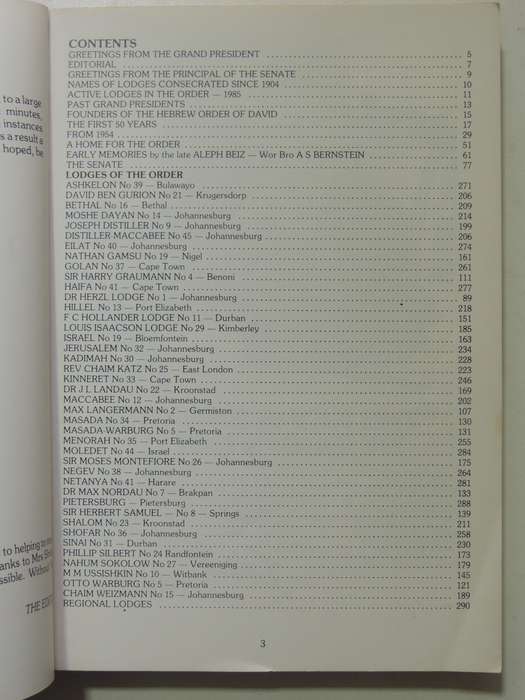 to a large
minutes,
instances
s a result a
hoped, be
to helping to
anks to Mrs
ssible. Without
THE EDIT
CONTENTS
GREETINGS FROM THE GRAND PRESIDENT 5
EDITORIAL 7
GREETINGS FROM THE PRINCIPAL OF THE SENATE 9
NAMES OF LODGES CONSECRATED SINCE 1904 10
ACTIVE LODGES IN THE ORDER — 1985 11
PAST GRAND PRESIDENTS 13
FOUNDERS OF THE HEBREW ORDER OF DAVID 15
THE FIRST 50 YEARS 17
FROM 1954 29
A HOME FOR THE ORDER 51
EARLY MEMORIES by the late ALEPH BEIZ — Wor Bro A S BERNSTEIN 61
THE SENATE 77
LODGES OF THE ORDER
ASHKELON No 39 — Bulawayo 271
DAVID BEN GURION No 21 — Krugersdorp 206
BETHAL No 16 — Bethal 209
MOSHE DAYAN No 14 — Johannesburg 214
JOSEPH DISTILLER No 9 — Johannesburg 199
DISTILLER-MACCABEE No 45 — Johannesburg 206
EILAT No 40 — Johannesburg 274
NATHAN GAMSU No 19 — Nigel 161
GOLAN No 37 — Cape Town 261
SIR HARRY GRAUMANN No 4 — Benoni 111
HAIFA No 41 — Cape Town 277
DR HERZL LODGE No 1 — Johannesburg 89
HILLEL No 13 — Port Elizabeth 218
F C HOLLANDER LODGE No 11 — Durban 151
LOUIS ISAACSON LODGE No 29 — Kimberley 185
ISRAEL No 19 — Bloemfontein 163
JERUSALEM No 32 — Johannesburg 234
KADIMAH No 30 — Johannesburg 228
REV CHAIM KATZ No 25 — East London 223
KINNERET No 33 — Cape Town 246
DR J L LANDAU No 22 — Kroonstad 169
MACCABEE No 12 — Johannesburg 202
MAX LANGERMANN No 2 — Germiston 107
MASADA No 34 — Pretoria 130
MASADA-WARBURG No 5 — Pretoria 131
MENORAH No 35 — Port Elizabeth 255
MOLEDET No 44 — Israel 284
SIR MOSES MONTEFIORE No 26 — Johannesburg 175
NEGEV No 38 — Johannesburg 264
NETANYA No 41 — Harare 281
DR MAX NORDAU No 7 — Brakpan 133
PIETERSBURG — Pietersburg 288
SIR HERBERT SAMUEL — No 8 — Springs 139
SHALOM No 23 — Kroonstad 211
SHOFAR No 36 — Johannesburg 258
SINAI No 31 — Durban 230
PHILLIP SILBERT No 24 Randfontein 173
NAHUM SOKOLOW No 27 — Vereeniging 179
M M USSISHKIN No 10 — Witbank 145
OTTO WARBURG No 5 — Pretoria 121
CHAIM WEIZMANN No 15 — Johannesburg 189
REGIONAL LODGES 290
3